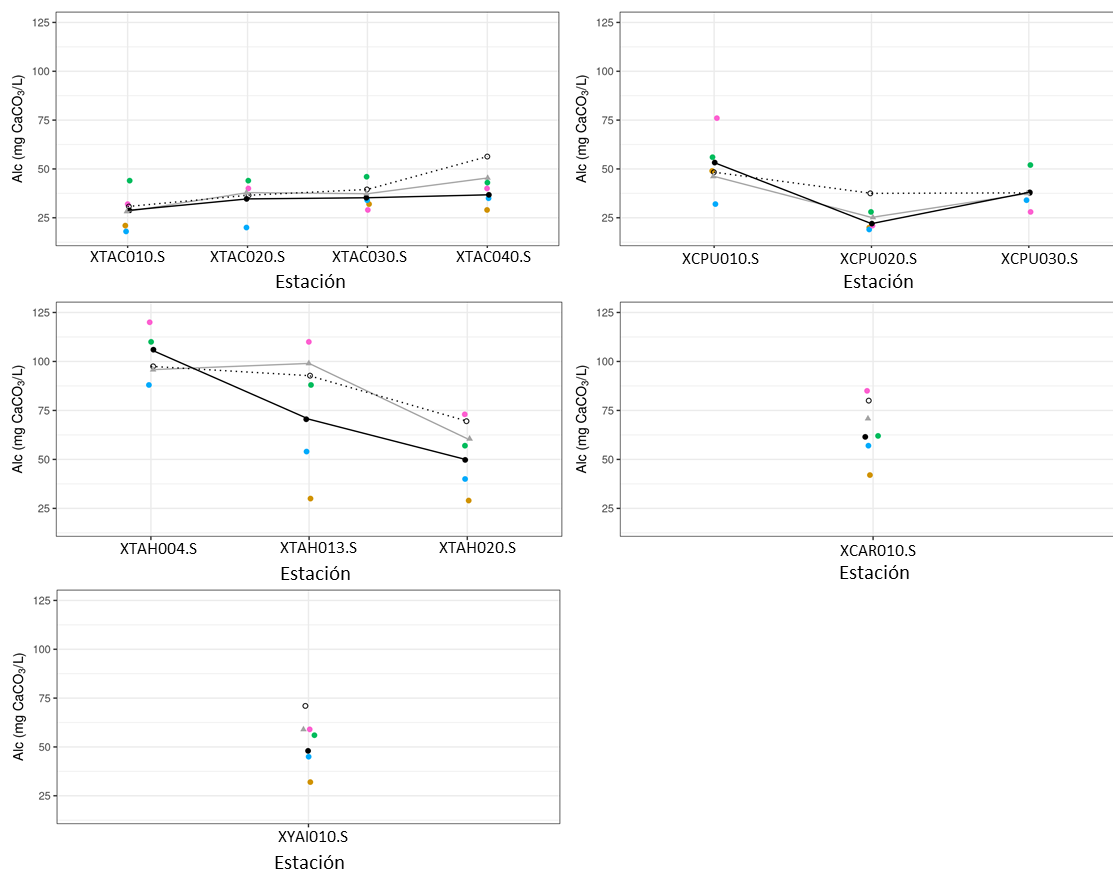 125
100
75
50
25
Alc (mg CaCO₃/L)
XTAC010.S XTAC020.S XTAC030.S XTAC040.S
Estación
125
100
75
50
25
Alc (mg CaCO₃/L)
XCPU010.S XCPU020.S XCPU030.S
Estación
125
100
75
50
25
Alc (mg CaCO₃/L)
XTAH004.S XTAH013.S XTAH020.S
Estación
125
100
75
50
25
Alc (mg CaCO₃/L)
XCAR010.S
Estación
125
100
75
50
25
Alc (mg CaCO₃/L)
XYAI010.S
Estación